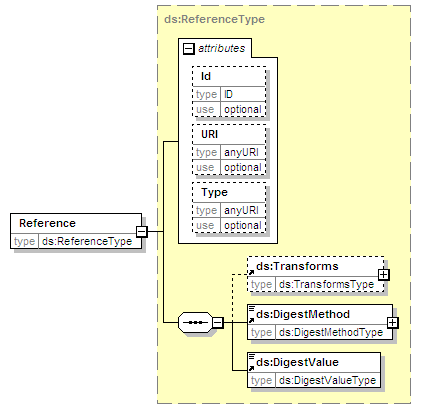 ds:ReferenceType
attributes
Id
type ID
use optional
URI
type anyURI
use optional
Type
type anyURI
use optional
Reference
type ds:ReferenceType
ds:Transforms
type ds:TransformsType
ds:DigestMethod
type ds:DigestMethodType
ds:DigestValue
type ds:DigestValueType